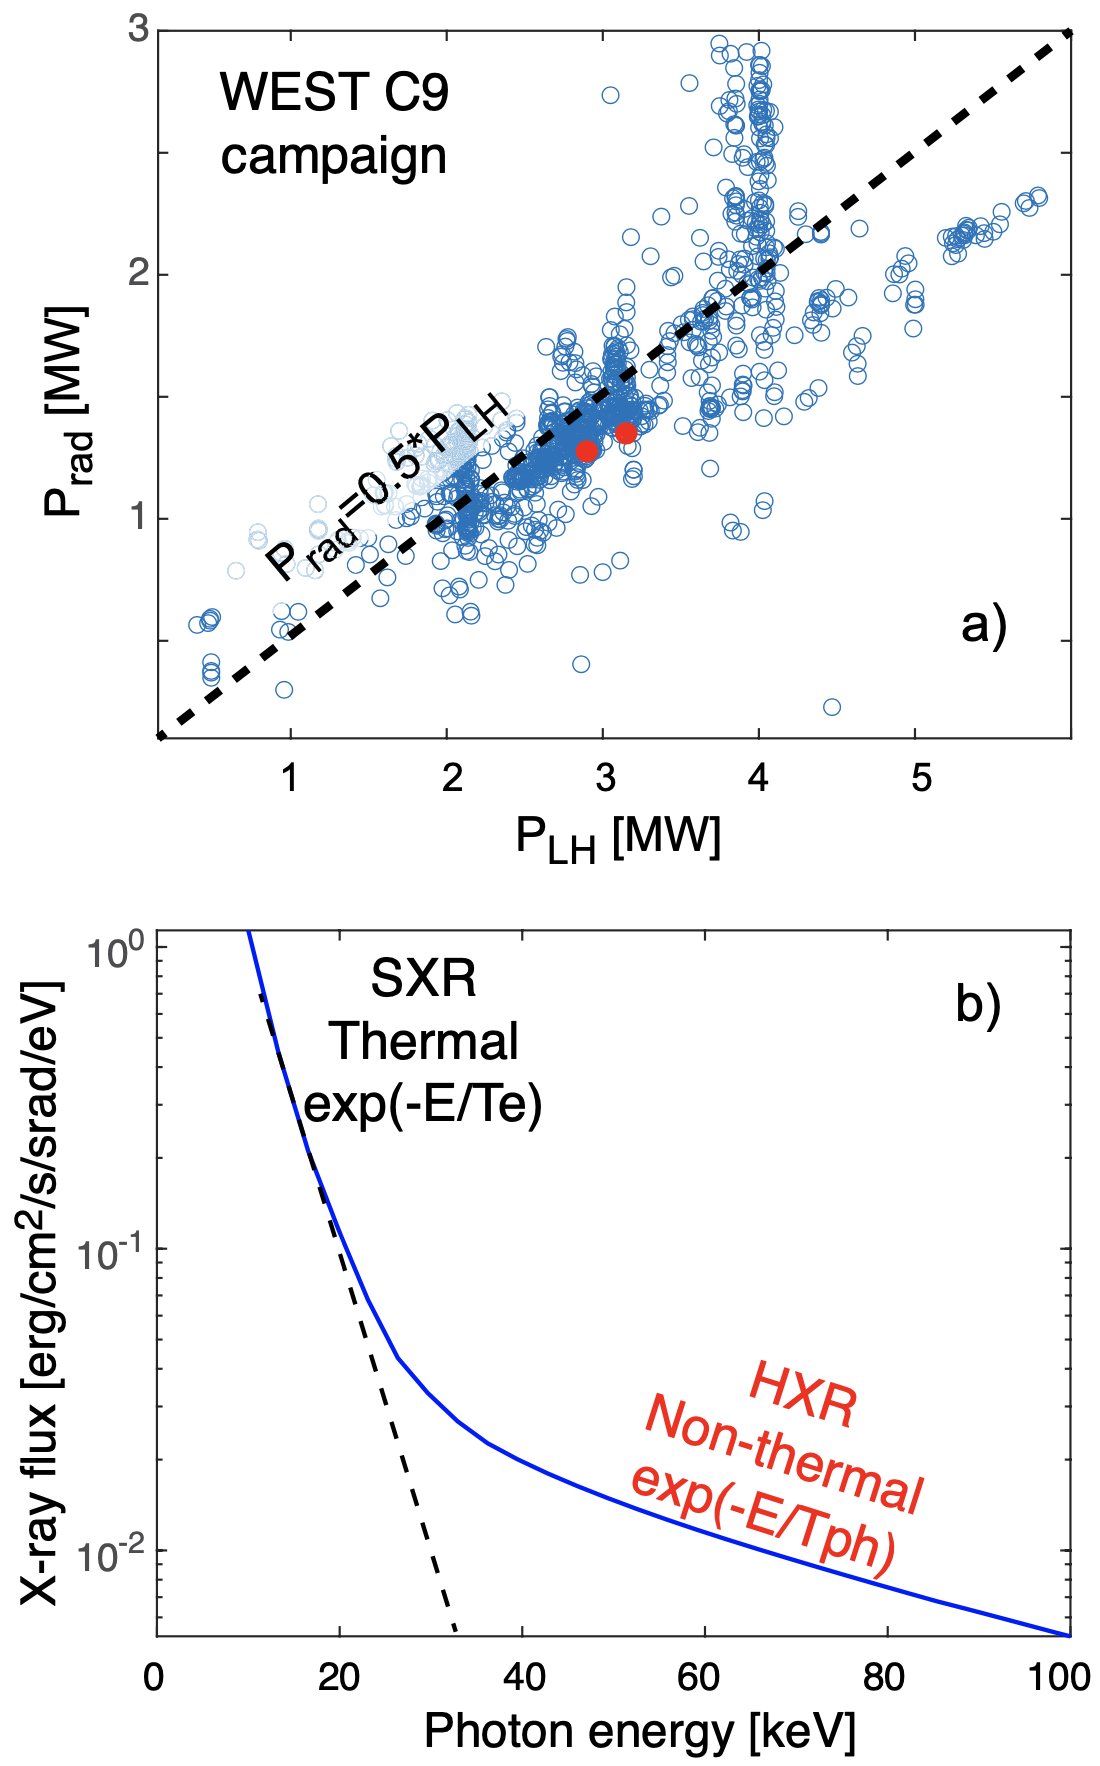 3
WEST C9
campaign
2
P_rad [MW]
P_rad=0.5*P_LH
1
a)
1 2 3 4 5
P_LH [MW]
10^0
SXR
b)
Thermal
exp(-E/Te)
X-ray flux [erg/cm²/s/srad/eV]
10^-1
HXR
Non-thermal
exp(-E/Tph)
10^-2
0 20 40 60 80 100
Photon energy [keV]